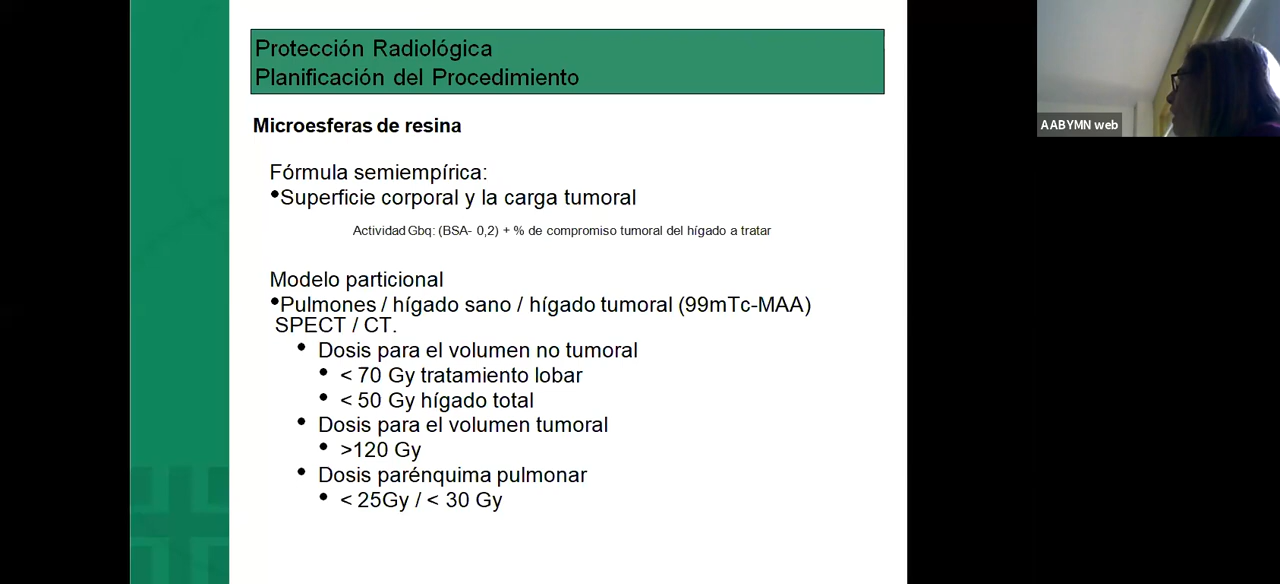 Protección Radiológica
Planificación del Procedimiento
Microesferas de resina
Fórmula semiempírica:
•Superficie corporal y la carga tumoral
Actividad Gbq: (BSA- 0,2) + % de compromiso tumoral del hígado a tratar
Modelo particional
•Pulmones / hígado sano / hígado tumoral (99mTc-MAA)
SPECT / CT.
• Dosis para el volumen no tumoral
• < 70 Gy tratamiento lobar
• < 50 Gy hígado total
• Dosis para el volumen tumoral
• >120 Gy
• Dosis parénquima pulmonar
• < 25Gy / < 30 Gy
AABYMN web